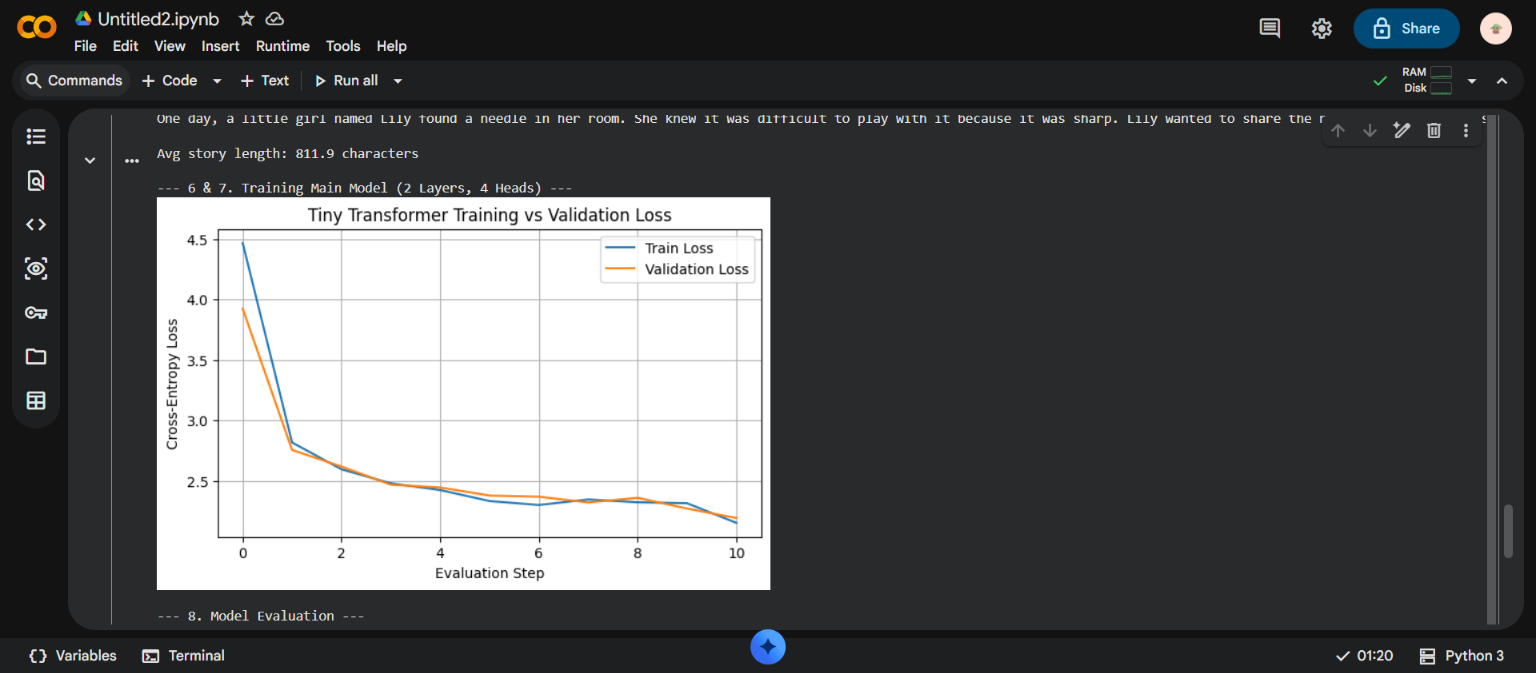 Untitled2.ipynb
File Edit View Insert Runtime Tools Help
Share
Commands + Code + Text Run all
RAM
Disk
One day, a little girl named Lily found a needle in her room. She knew it was difficult to play with it because it was sharp. Lily wanted to share the
Avg story length: 811.9 characters
--- 6 & 7. Training Main Model (2 Layers, 4 Heads) ---
Tiny Transformer Training vs Validation Loss
Train Loss
Validation Loss
Cross-Entropy Loss
4.5
4.0
3.5
3.0
2.5
0 2 4 6 8 10
Evaluation Step
--- 8. Model Evaluation ---
{} Variables Terminal
01:20 Python 3